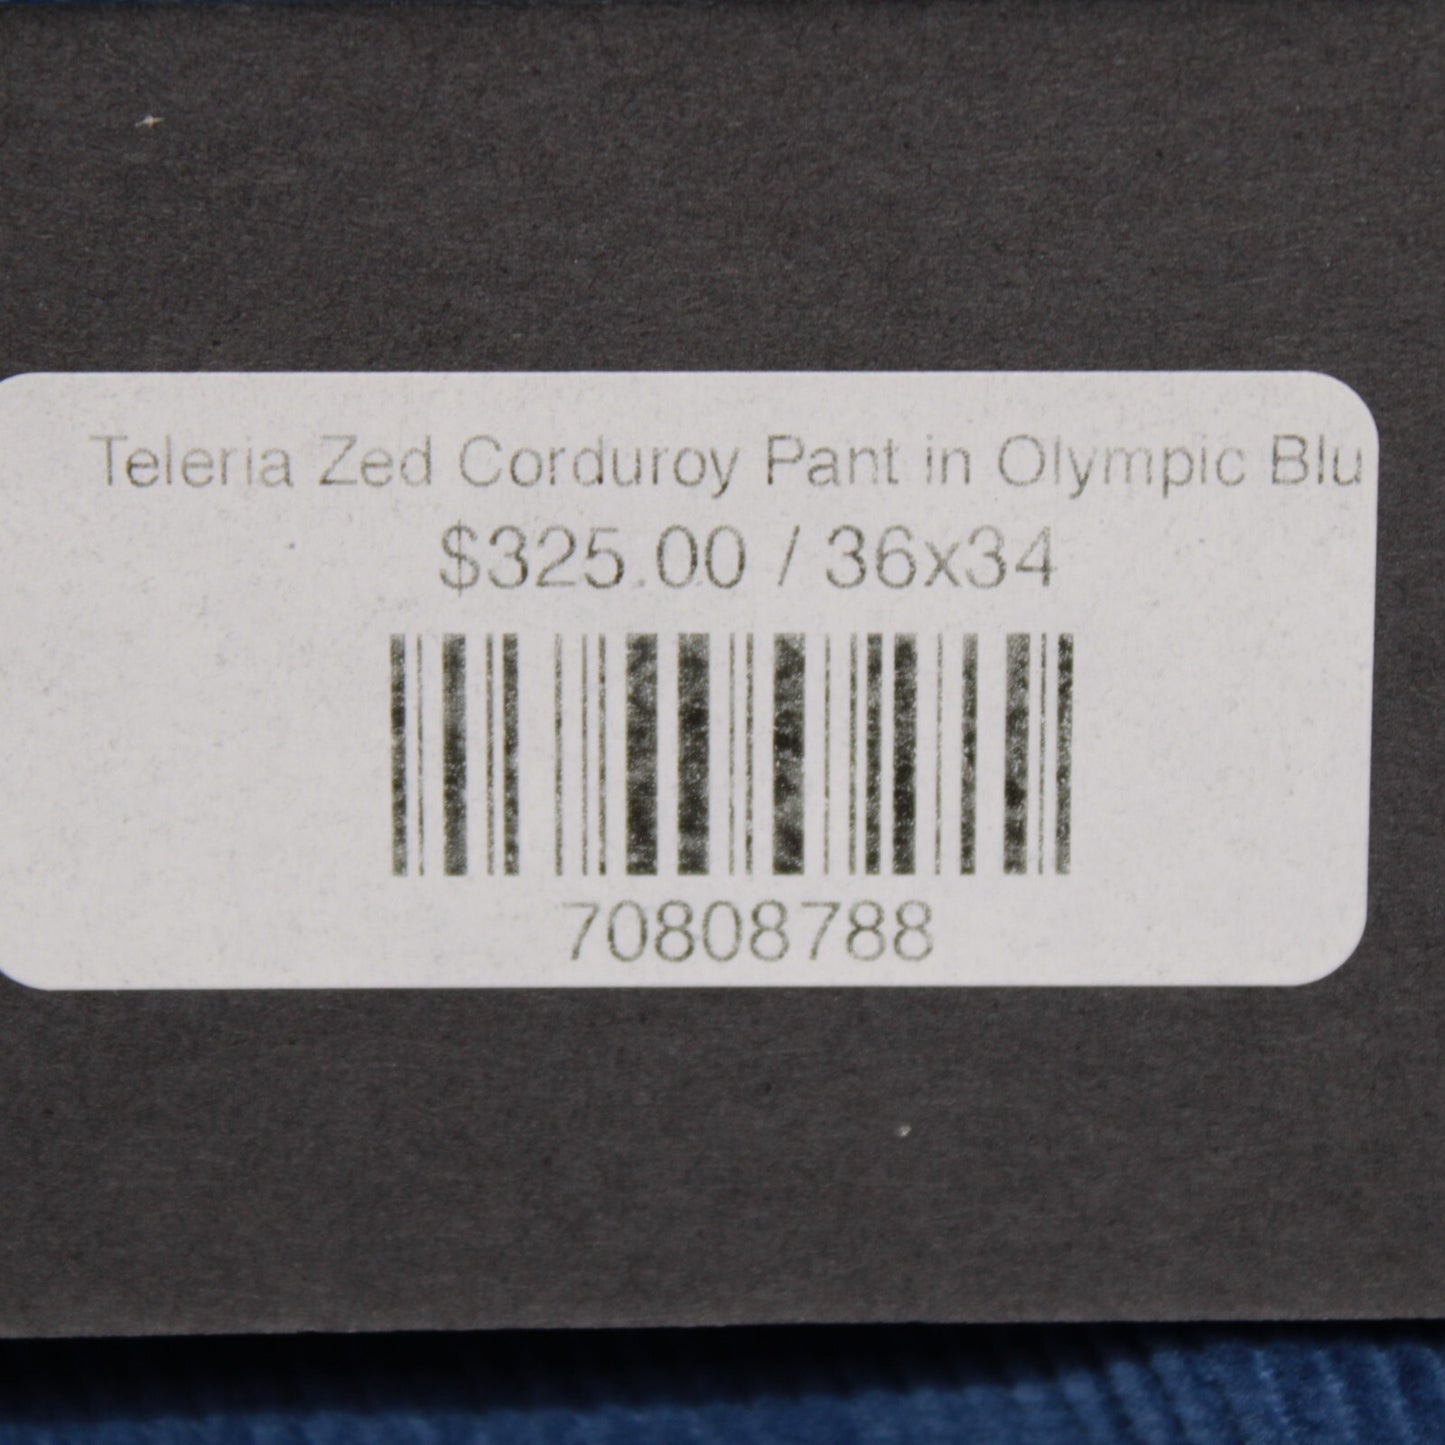 Teleria Zed Corduroy Pant in Olympic Blu
$325.00 / 36x34
70808788